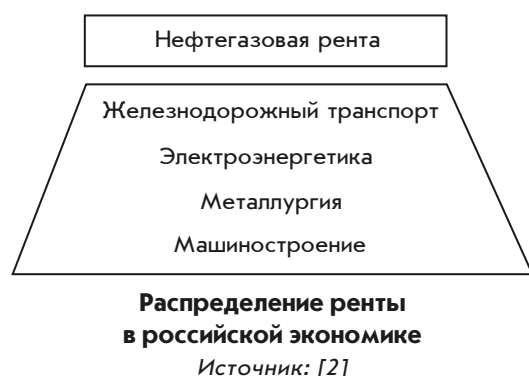 Нефтегазовая рента
Железнодорожный транспорт
Электроэнергетика
Металлургия
Машиностроение
Распределение ренты
в российской экономике
Источник: [2]